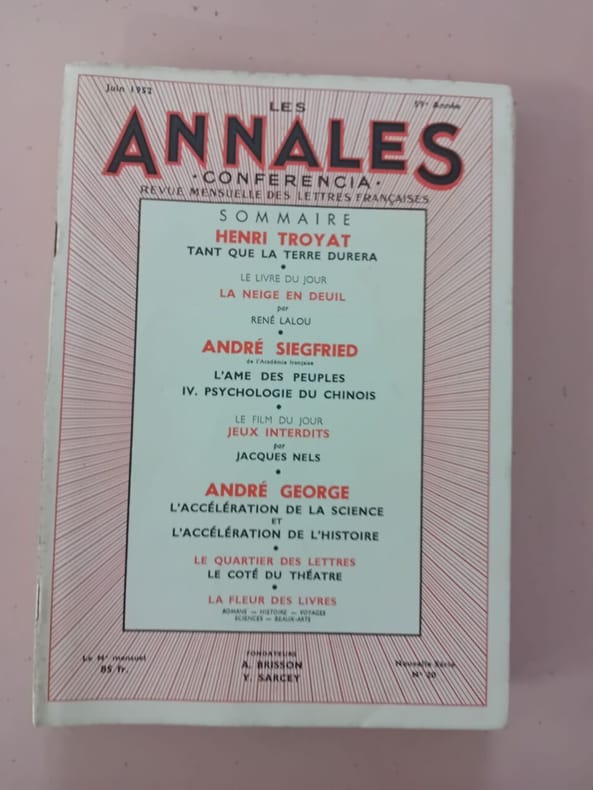 Juin 1952
59e Année
LES
ANNALES
·CONFERENCIA·
REVUE MENSUELLE DES LETTRES FRANÇAISES
SOMMAIRE
HENRI TROYAT
TANT QUE LA TERRE DURERA
•
LE LIVRE DU JOUR
LA NEIGE EN DEUIL
par
RENÉ LALOU
•
ANDRÉ SIEGFRIED
de l'Académie française
L'AME DES PEUPLES
IV. PSYCHOLOGIE DU CHINOIS
•
LE FILM DU JOUR
JEUX INTERDITS
par
JACQUES NELS
•
ANDRÉ GEORGE
L'ACCÉLÉRATION DE LA SCIENCE
ET
L'ACCÉLÉRATION DE L'HISTOIRE
•
LE QUARTIER DES LETTRES
LE COTÉ DU THÉATRE
•
LA FLEUR DES LIVRES
ROMANS — HISTOIRE — VOYAGES
SCIENCES — BEAUX-ARTS
Le No mensuel
85 fr.
FONDATEURS
A. BRISSON
Y. SARCEY
Nouvelle Série
No 20